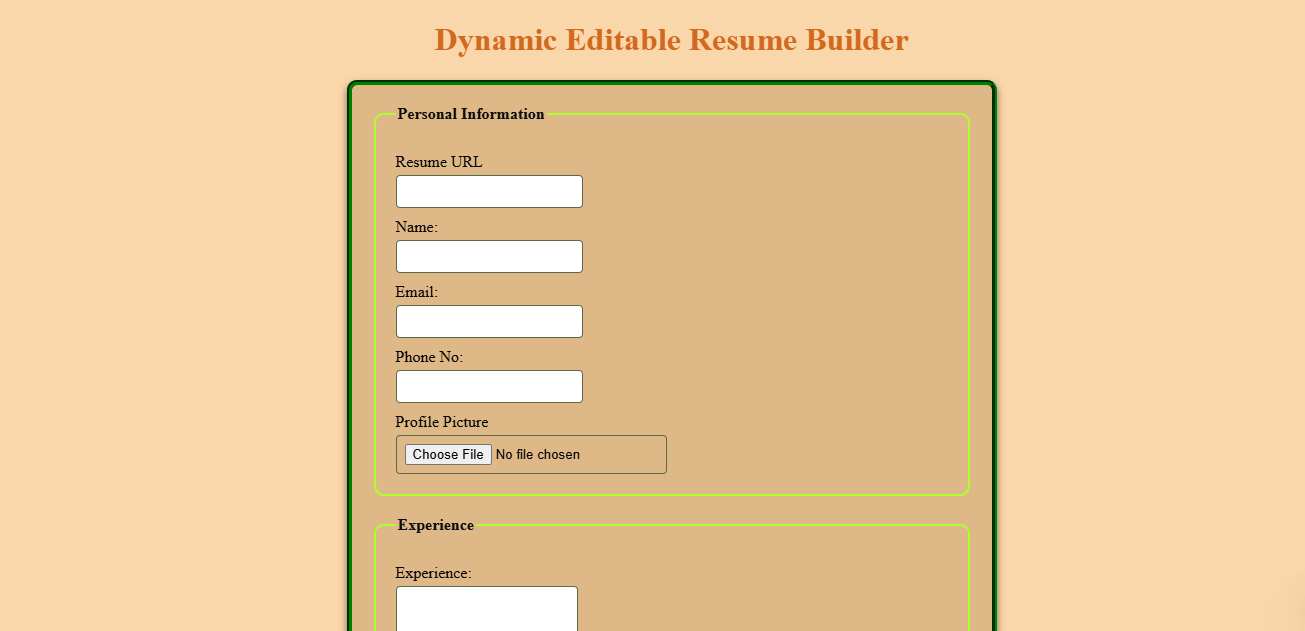 Dynamic Editable Resume Builder
Personal Information
Resume URL
Name:
Email:
Phone No:
Profile Picture
Choose File No file chosen
Experience
Experience: